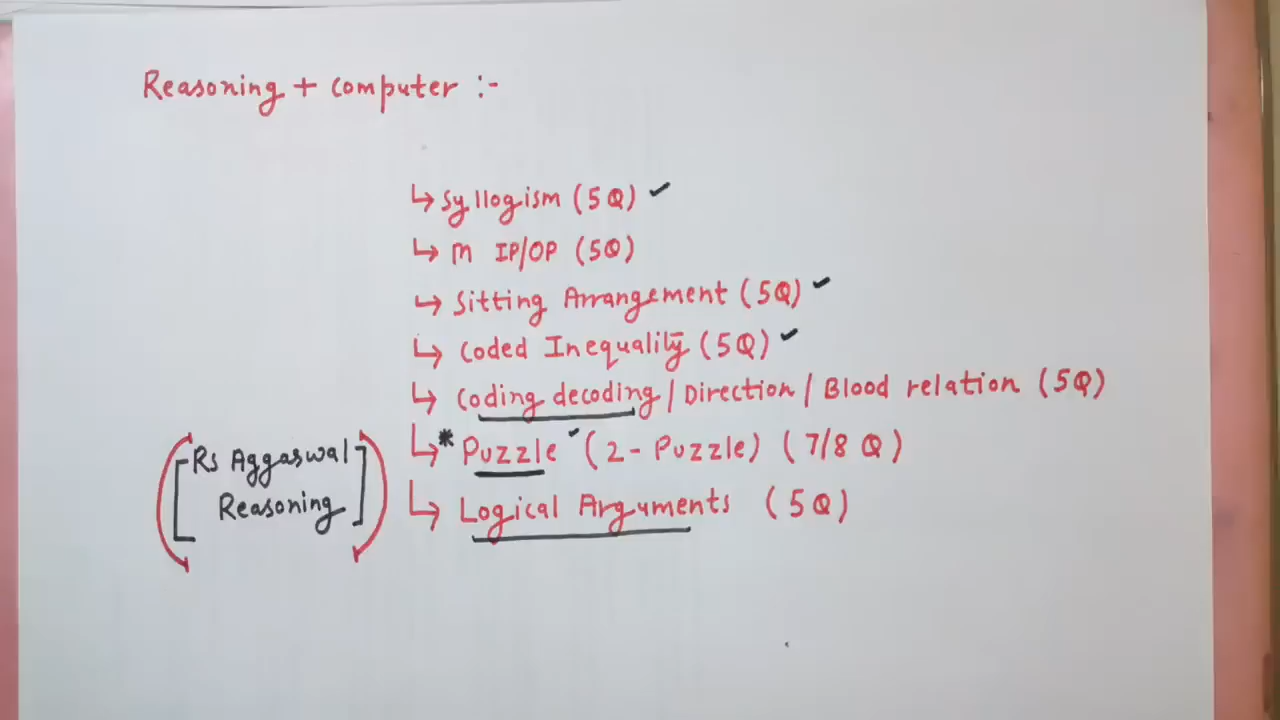 Reasoning + computer :-
↳ Syllogism (5Q) ✓
↳ m IP/OP (5Q)
↳ Sitting Arrangement (5Q) ✓
↳ Coded Inequality (5Q) ✓
↳ Coding decoding / Direction / Blood relation (5Q)
↳ * Puzzle ✓ (2 - Puzzle) (7/8 Q)
↳ Logical Arguments (5Q)
[Rs Aggaswal
Reasoning]